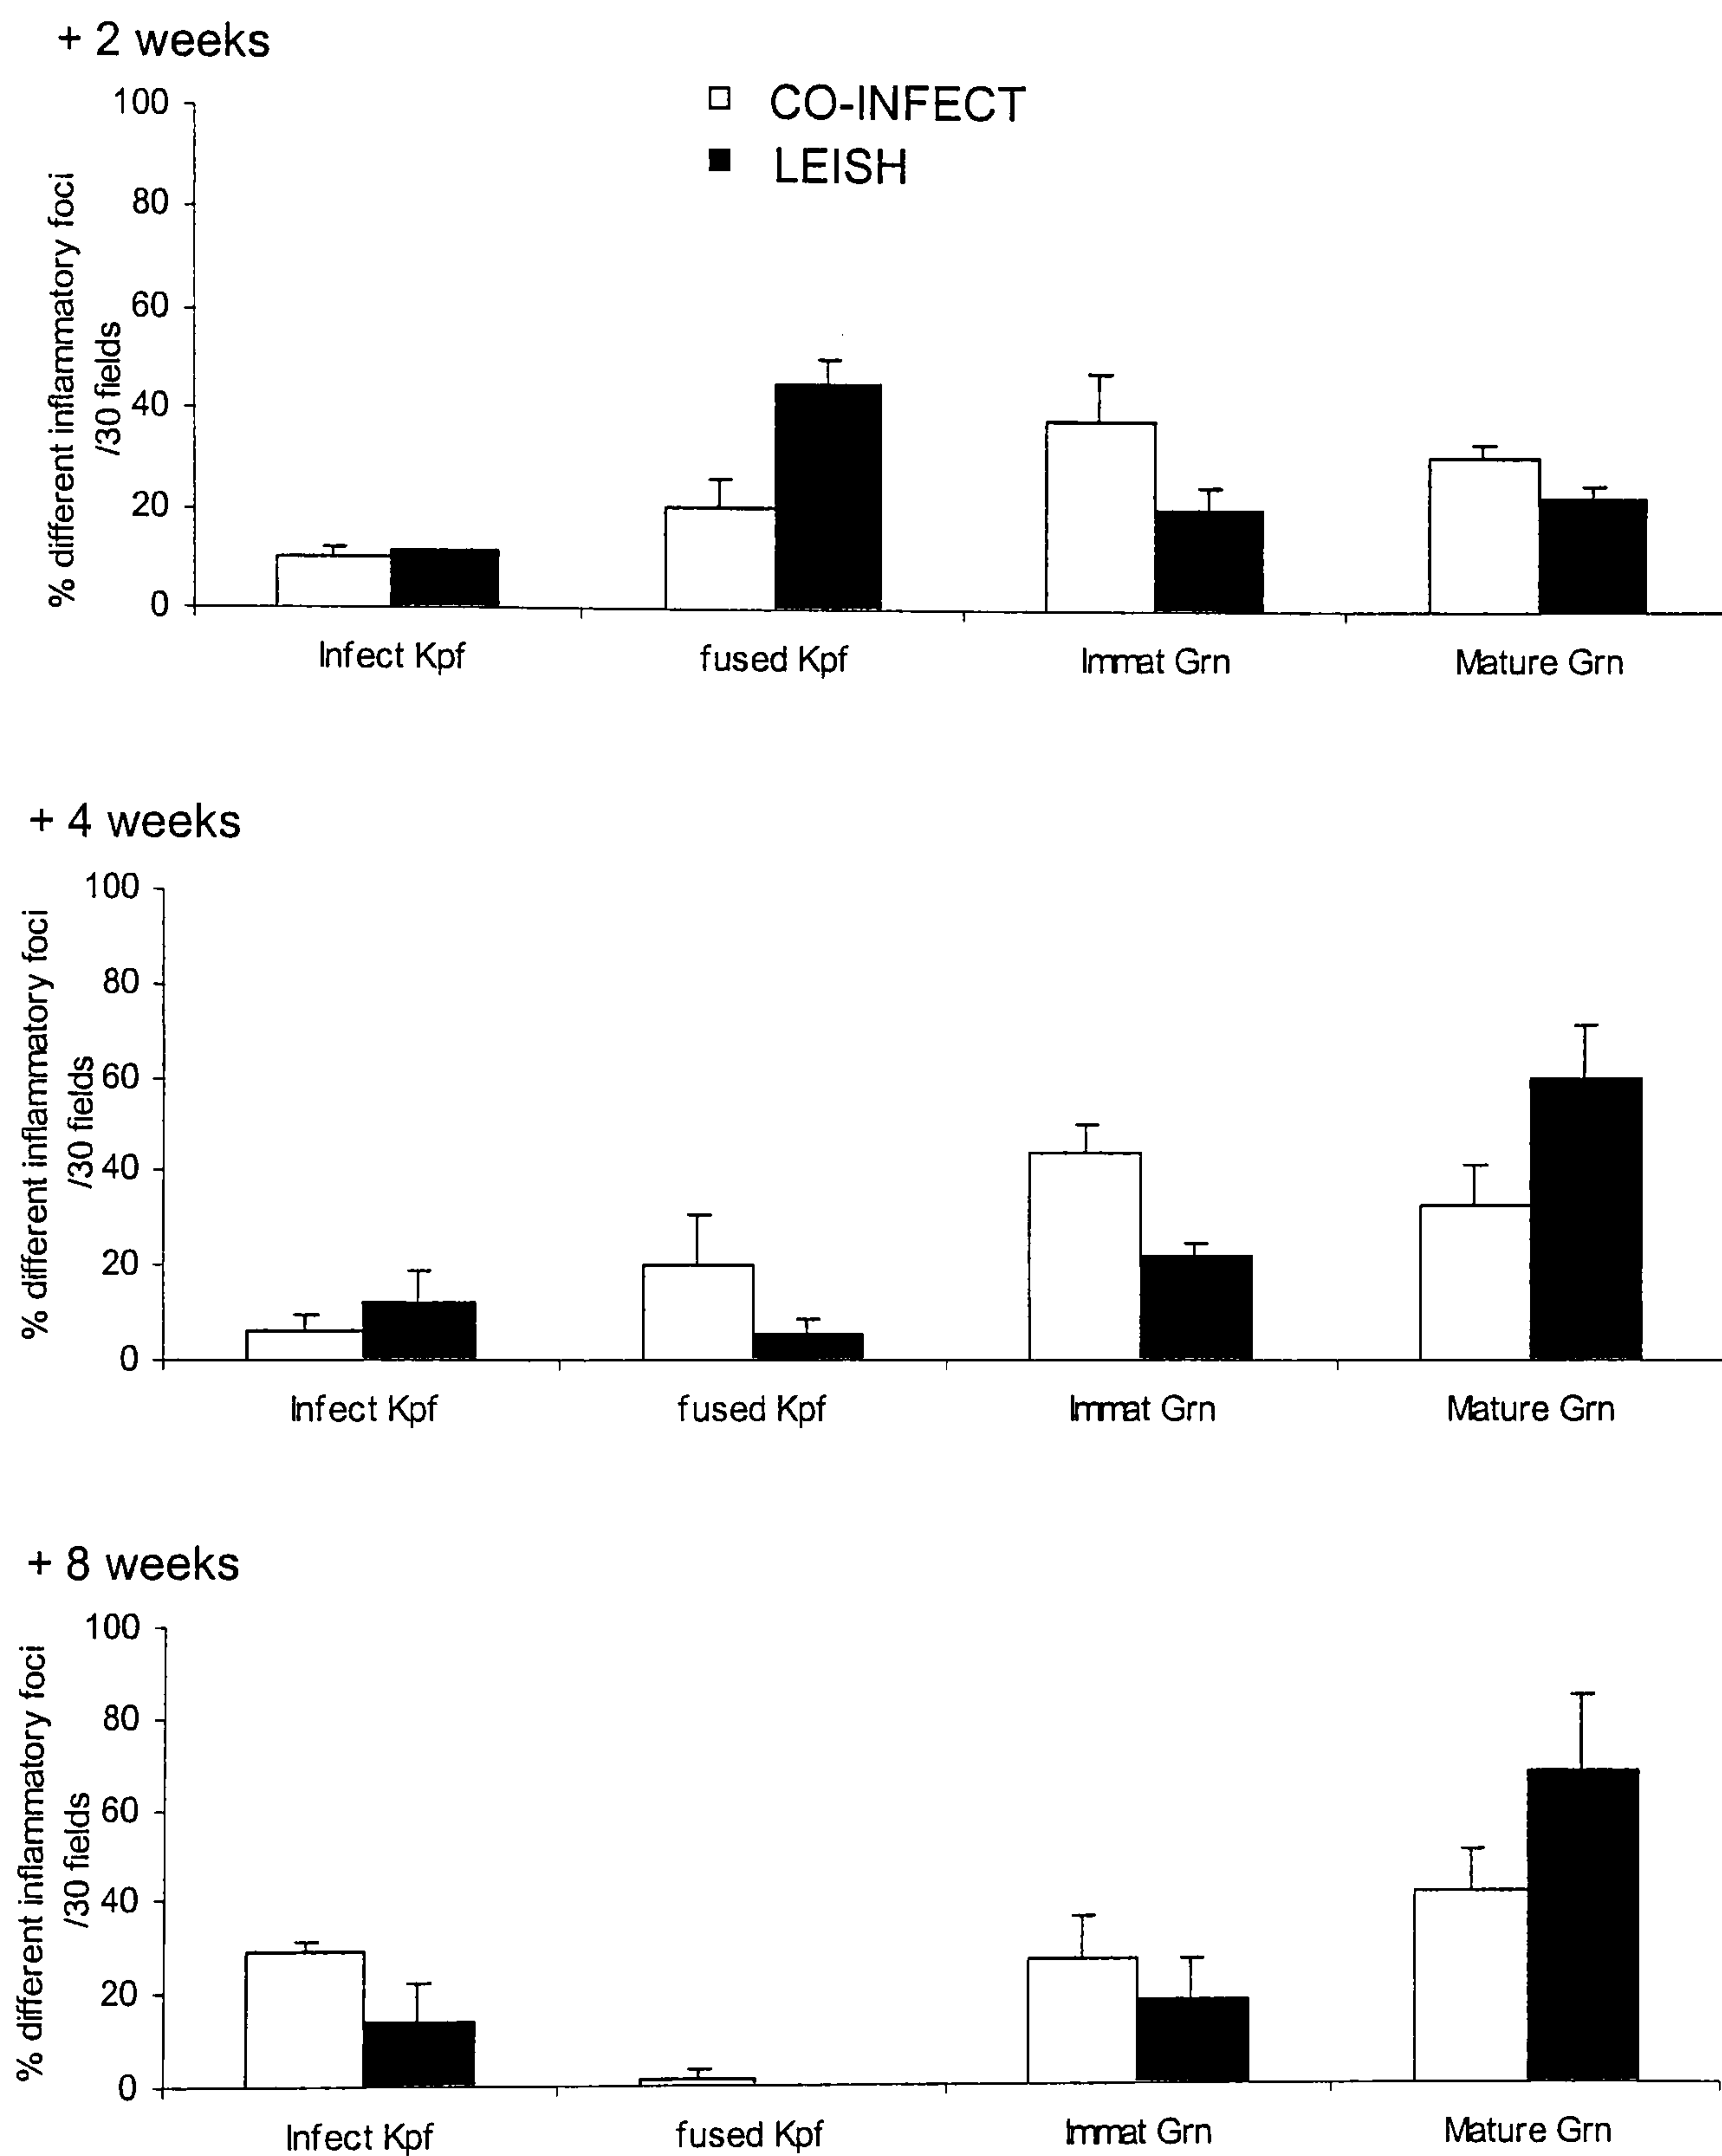 + 2 weeks
□ CO-INFECT
■ LEISH
% different inflammatory foci
/30 fields
100
80
60
40
20
0
Infect Kpf
fused Kpf
Immat Grn
Mature Grn
+ 4 weeks
% different inflammatory foci
/30 fields
100
80
60
40
20
0
Infect Kpf
fused Kpf
Immat Grn
Mature Grn
+ 8 weeks
% different inflammatory foci
/30 fields
100
80
60
40
20
0
Infect Kpf
fused Kpf
Immat Grn
Mature Grn